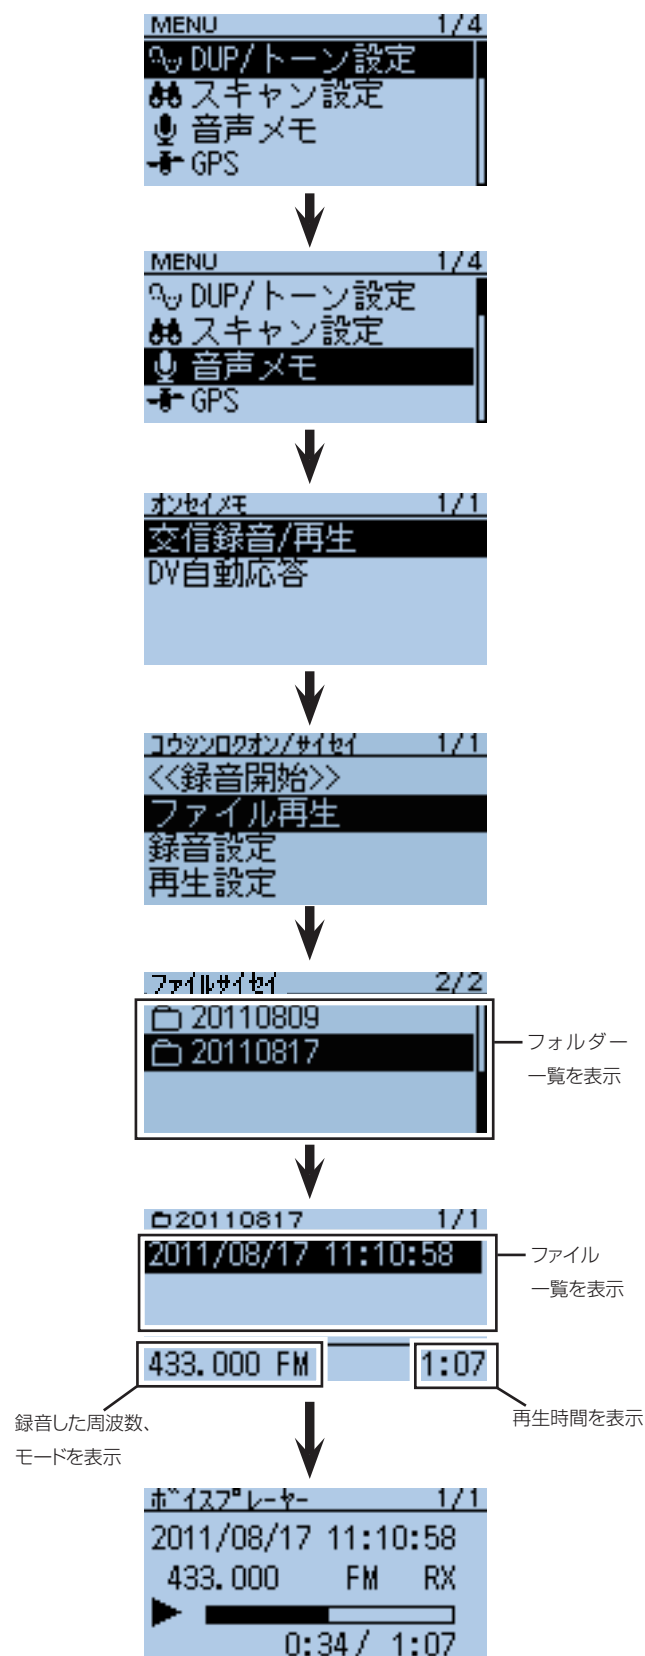 MENU 1/4
DUP/トーン設定
スキャン設定
音声メモ
GPS
MENU 1/4
DUP/トーン設定
スキャン設定
音声メモ
GPS
オンセイメモ 1/1
交信録音/再生
DV自動応答
コウシンロクオン/サイセイ 1/1
<<録音開始>>
ファイル再生
録音設定
再生設定
ファイルサイセイ 2/2
20110809
20110817
フォルダー
一覧を表示
20110817 1/1
2011/08/17 11:10:58
ファイル
一覧を表示
433.000 FM 1:07
録音した周波数、
モードを表示
再生時間を表示
ボイスプレーヤー 1/1
2011/08/17 11:10:58
433.000 FM RX
0:34/ 1:07